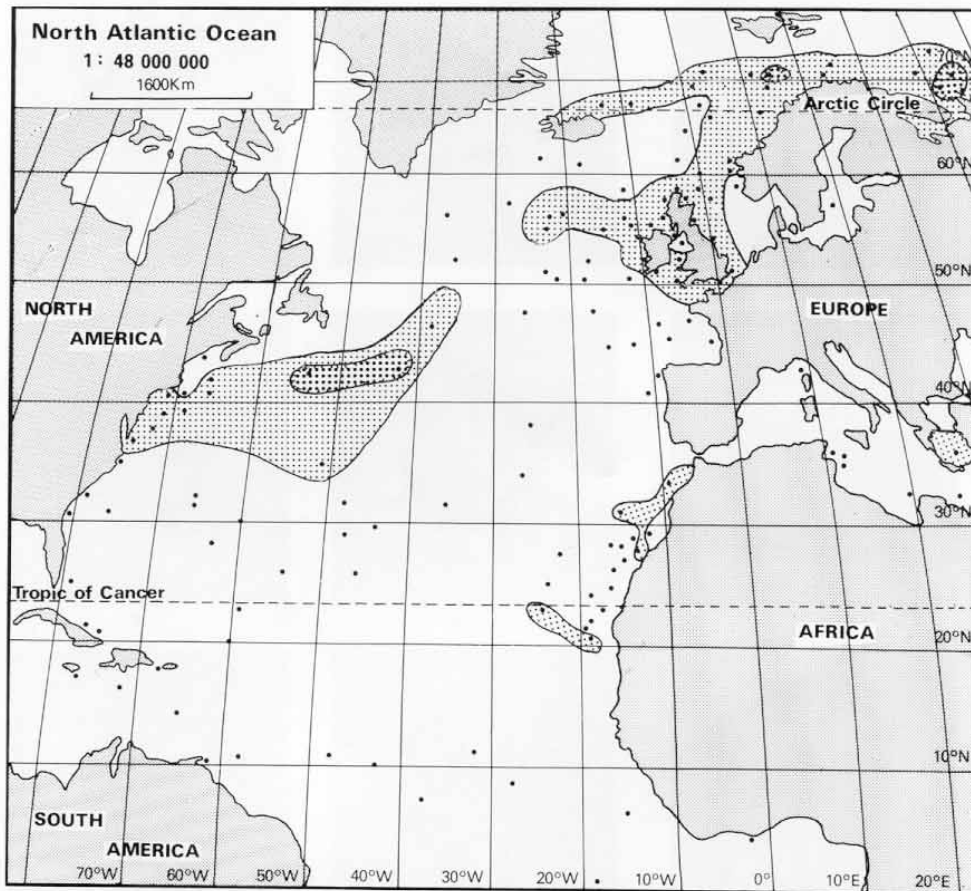 North Atlantic Ocean
1: 48 000 000
1600Km
70°N
Arctic Circle
60°N
50°N
NORTH
AMERICA
EUROPE
40°N
30°N
Tropic of Cancer
AFRICA
20°N
10°N
SOUTH
AMERICA
70°W 60°W 50°W 40°W 30°W 20°W 10°W 0° 10°E 20°E